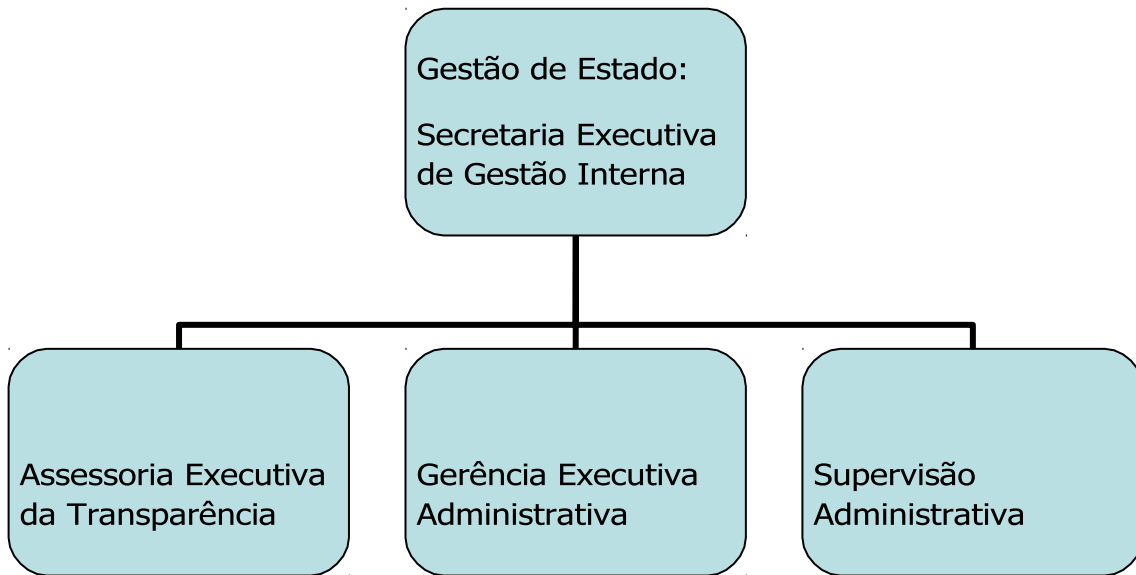 Gestão de Estado:
Secretaria Executiva
de Gestão Interna
Assessoria Executiva
da Transparência
Gerência Executiva
Administrativa
Supervisão
Administrativa